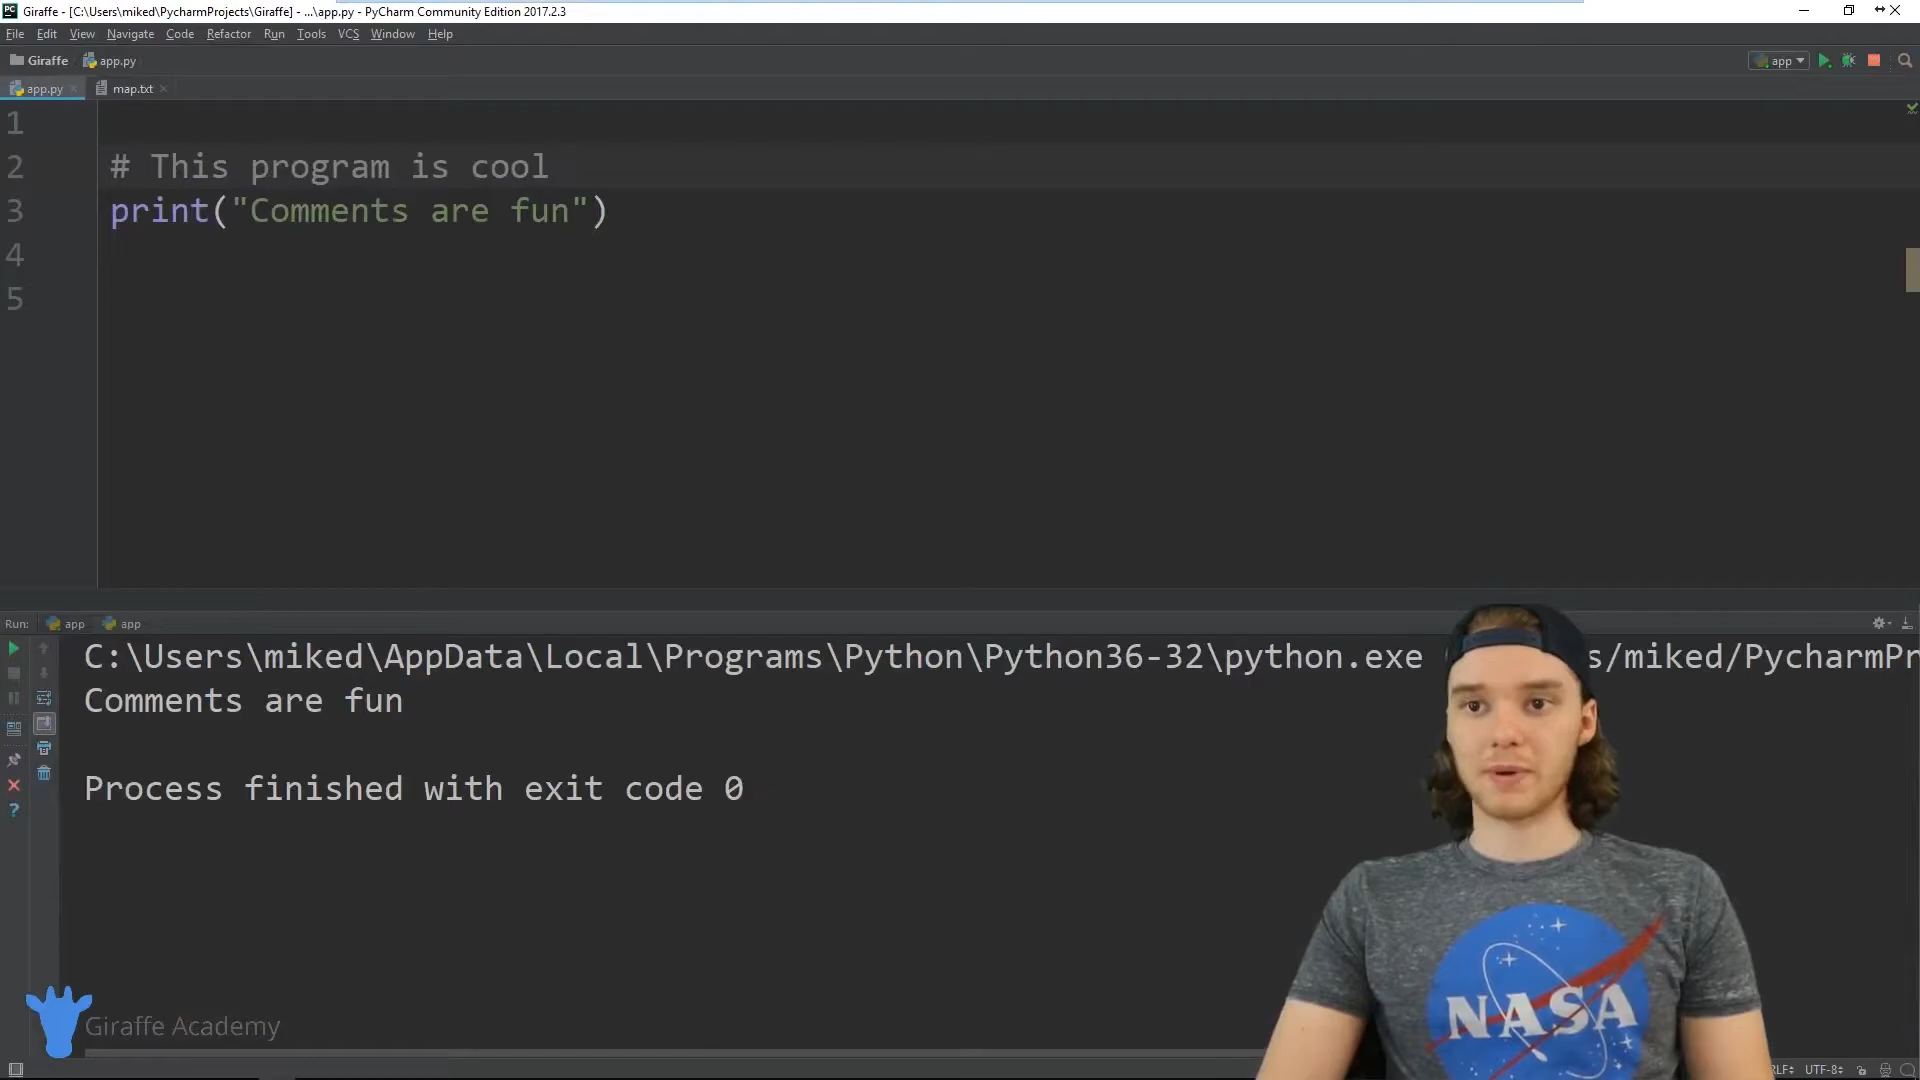 Giraffe - [C:\Users\miked\PycharmProjects\Giraffe] - ...\app.py - PyCharm Community Edition 2017.2.3
File Edit View Navigate Code Refactor Run Tools VCS Window Help
Giraffe app.py app
app.py map.txt
1
2 # This program is cool
3 print("Comments are fun")
4
5
Run: app app
C:\Users\miked\AppData\Local\Programs\Python\Python36-32\python.exe s/miked/PycharmPr
Comments are fun
Process finished with exit code 0
NASA
Giraffe Academy
RLF UTF-8